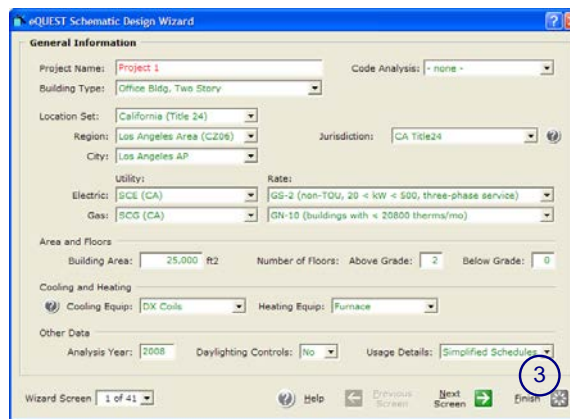 eQUEST Schematic Design Wizard
General Information
Project Name: Project 1 Code Analysis: - none -
Building Type: Office Bldg, Two Story
Location Set: California (Title 24)
Region: Los Angeles Area (CZ06) Jurisdiction: CA Title24
City: Los Angeles AP
Utility: Rate:
Electric: SCE (CA) GS-2 (non-TOU, 20 < kW < 500, three-phase service)
Gas: SCG (CA) GN-10 (buildings with < 20800 therms/mo)
Area and Floors
Building Area: 25,000 ft2 Number of Floors: Above Grade: 2 Below Grade: 0
Cooling and Heating
Cooling Equip: DX Coils Heating Equip: Furnace
Other Data
Analysis Year: 2008 Daylighting Controls: No Usage Details: Simplified Schedules
3
Wizard Screen 1 of 41 Help Previous Screen Next Screen Finish